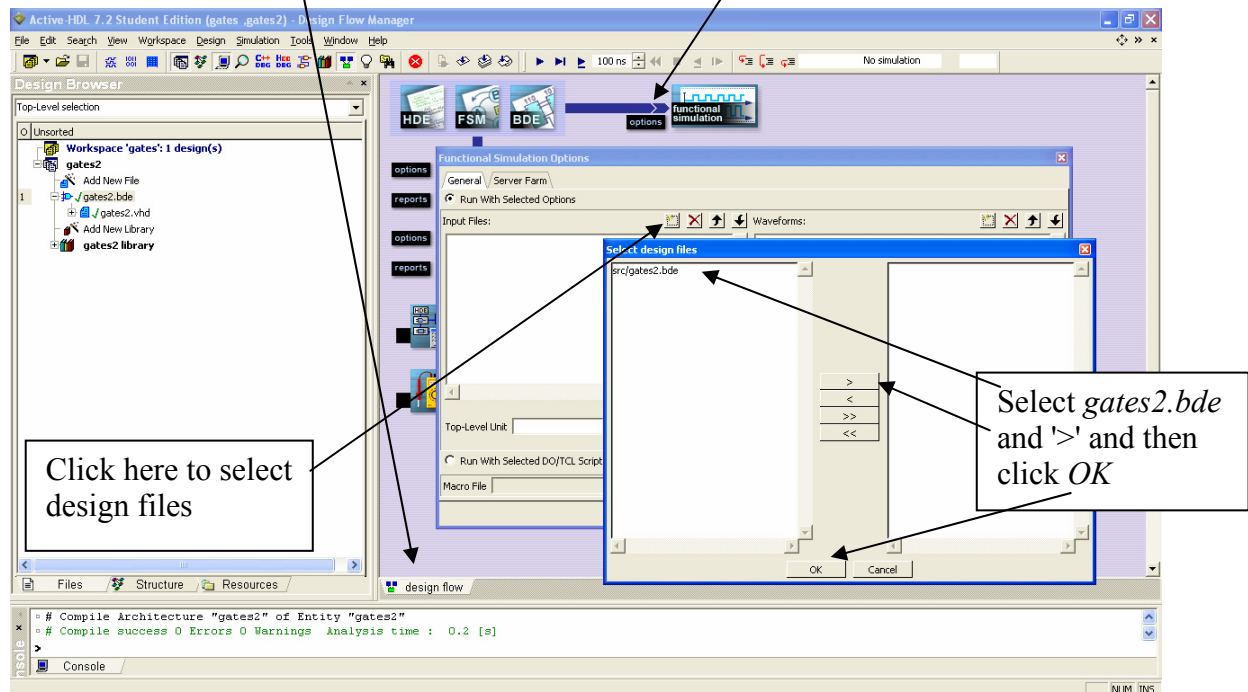 Active-HDL 7.2 Student Edition (gates ,gates2) - Design Flow Manager
File Edit Search View Workspace Design Simulation Tools Window Help
100 ns
No simulation
Design Browser
Top-Level selection
O Unsorted
Workspace 'gates': 1 design(s)
gates2
Add New File
1 gates2.bde
gates2.vhd
Add New Library
gates2 library
HDE FSM BDE options functional simulation
options
reports
options
reports
Functional Simulation Options
General Server Farm
Run With Selected Options
Input Files: Waveforms:
Top-Level Unit
Run With Selected DO/TCL Script
Macro File
Select design files
src/gates2.bde
>
<
>>
<<
OK Cancel
Click here to select
design files
Select gates2.bde
and '>' and then
click OK
Files Structure Resources
design flow
# Compile Architecture "gates2" of Entity "gates2"
# Compile success 0 Errors 0 Warnings Analysis time : 0.2 [s]
>
Console
NUM INS